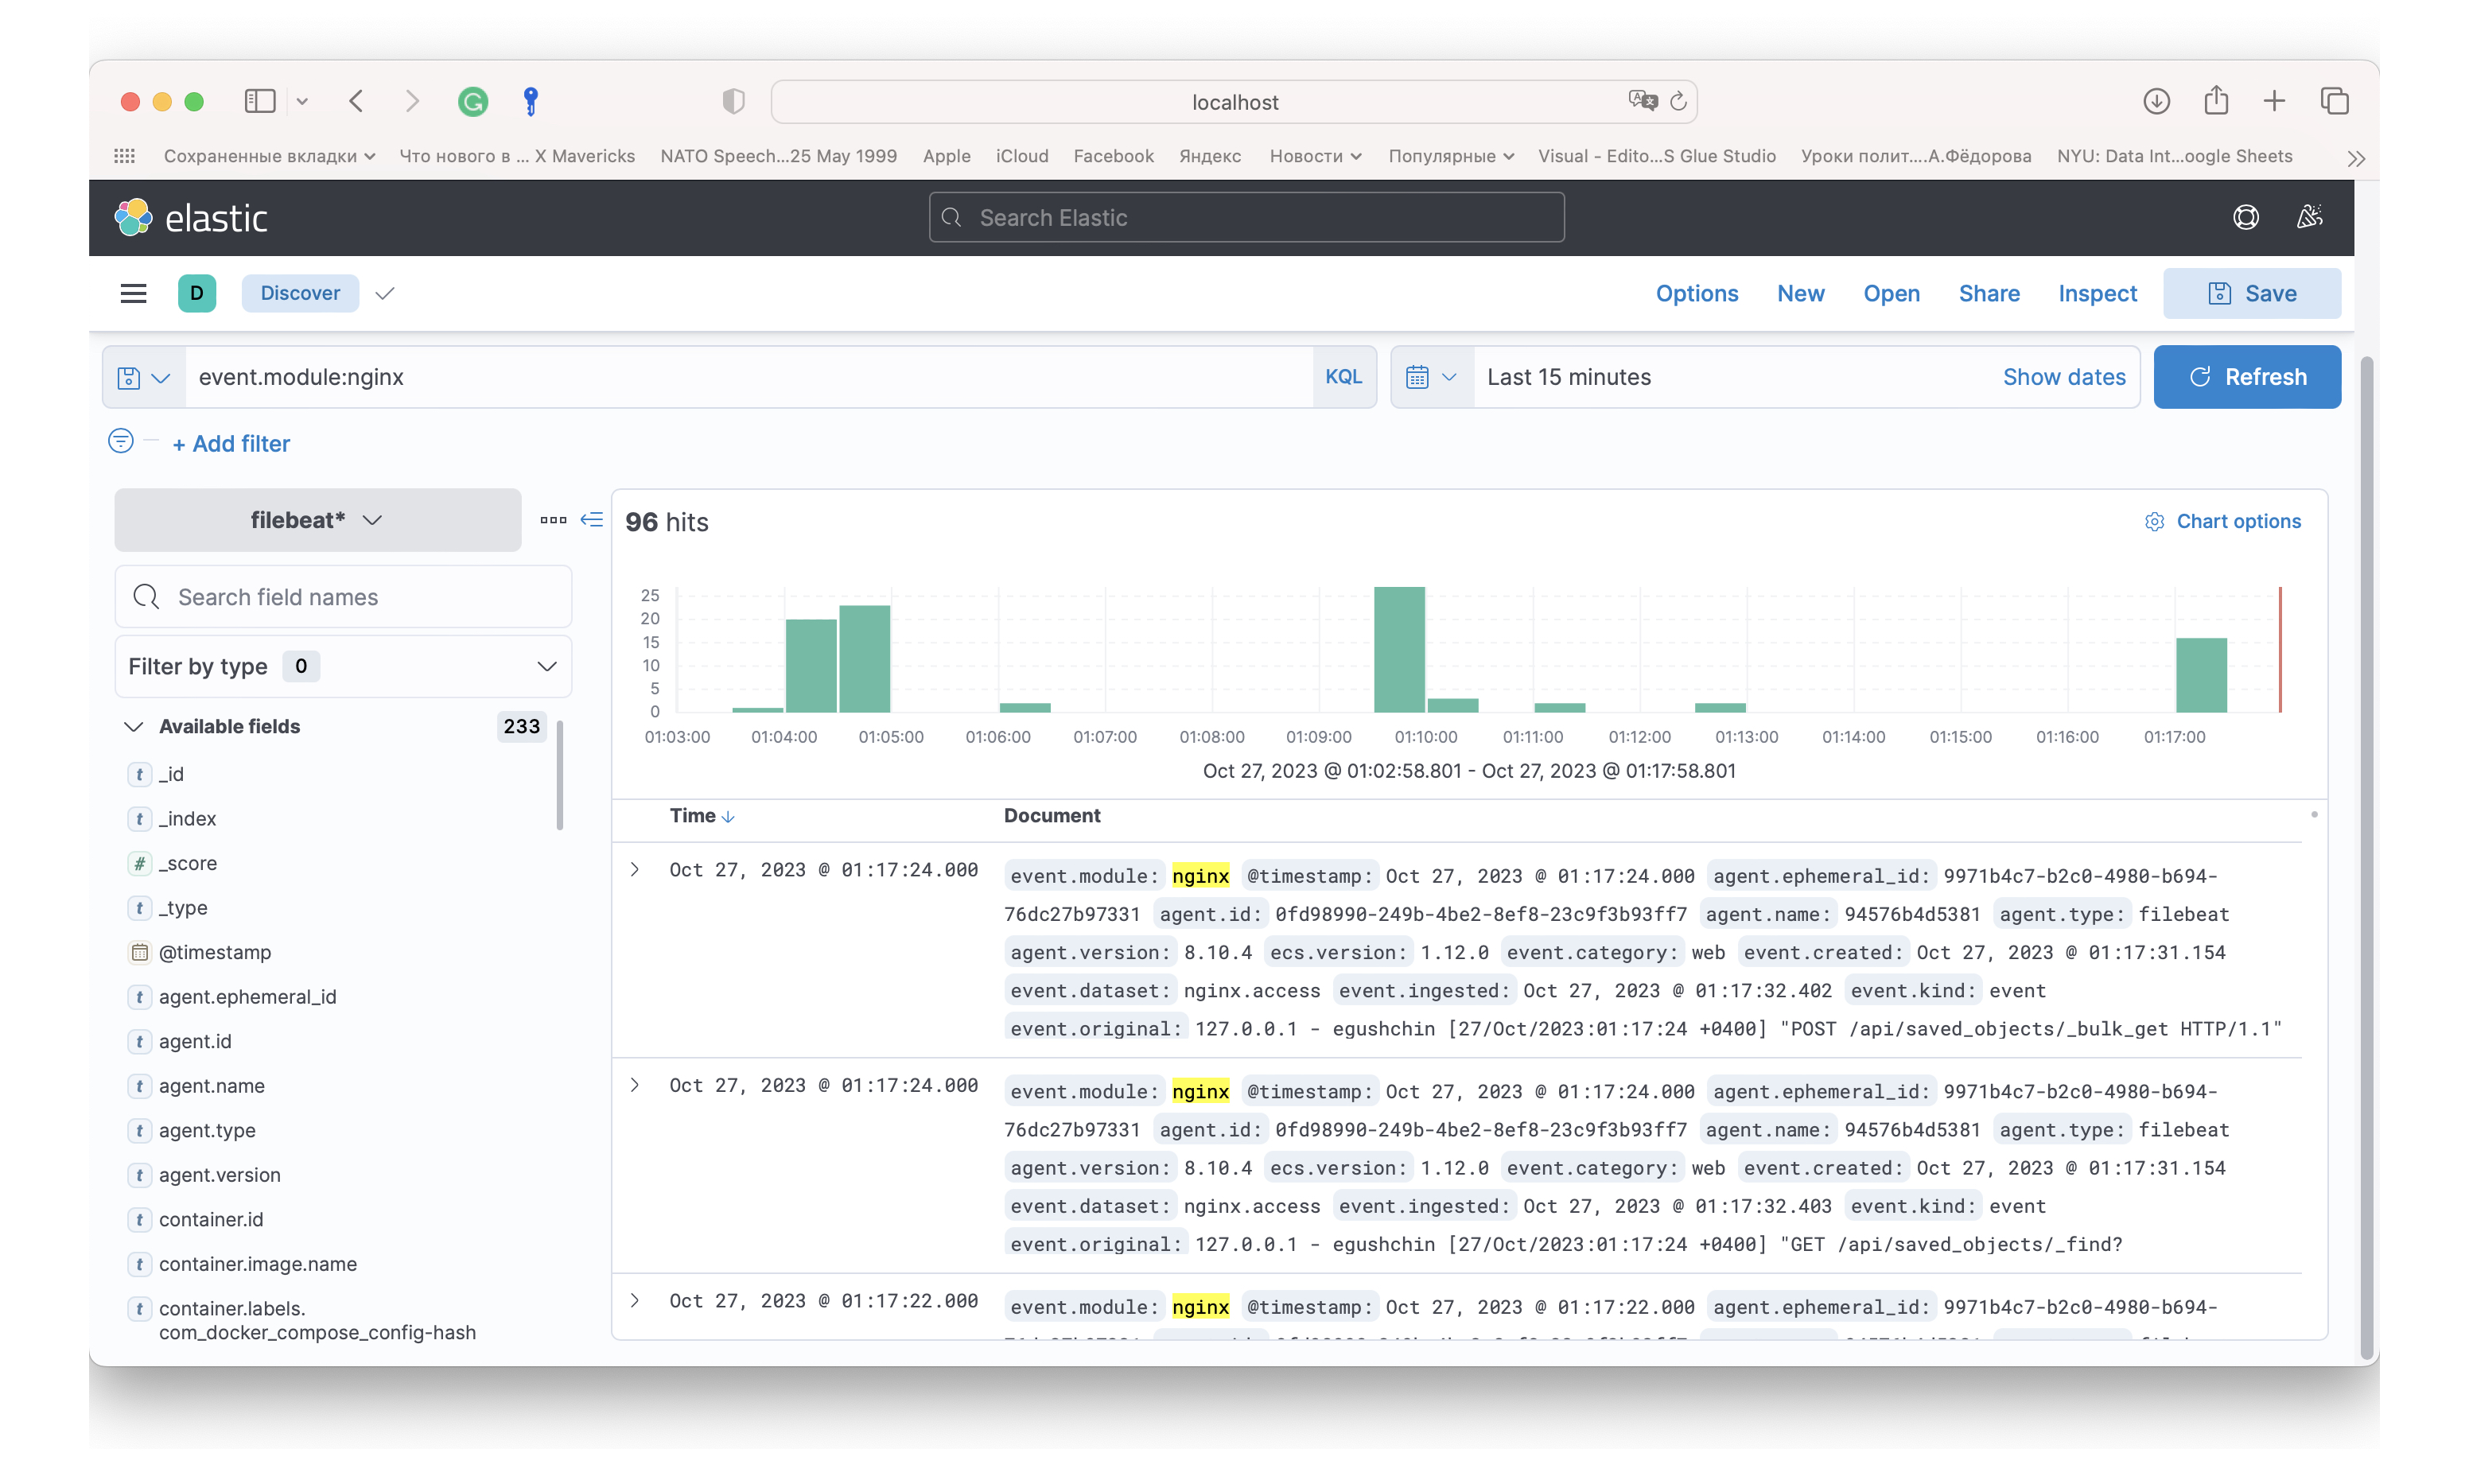 localhost
Сохраненные вкладки Что нового в ... X Mavericks NATO Speech...25 May 1999 Apple iCloud Facebook Яндекс Новости Популярные Visual - Edito...S Glue Studio Уроки полит....А.Фёдорова NYU: Data Int...oogle Sheets
elastic Search Elastic
D Discover Options New Open Share Inspect Save
event.module:nginx KQL Last 15 minutes Show dates Refresh
+ Add filter
filebeat*
Search field names
Filter by type 0
Available fields 233
_id
_index
_score
_type
@timestamp
agent.ephemeral_id
agent.id
agent.name
agent.type
agent.version
container.id
container.image.name
container.labels.
com_docker_compose_config-hash
96 hits Chart options
25
20
15
10
5
0
01:03:00 01:04:00 01:05:00 01:06:00 01:07:00 01:08:00 01:09:00 01:10:00 01:11:00 01:12:00 01:13:00 01:14:00 01:15:00 01:16:00 01:17:00
Oct 27, 2023 @ 01:02:58.801 - Oct 27, 2023 @ 01:17:58.801
Time Document
Oct 27, 2023 @ 01:17:24.000 event.module: nginx @timestamp: Oct 27, 2023 @ 01:17:24.000 agent.ephemeral_id: 9971b4c7-b2c0-4980-b694-
76dc27b97331 agent.id: 0fd98990-249b-4be2-8ef8-23c9f3b93ff7 agent.name: 94576b4d5381 agent.type: filebeat
agent.version: 8.10.4 ecs.version: 1.12.0 event.category: web event.created: Oct 27, 2023 @ 01:17:31.154
event.dataset: nginx.access event.ingested: Oct 27, 2023 @ 01:17:32.402 event.kind: event
event.original: 127.0.0.1 - egushchin [27/Oct/2023:01:17:24 +0400] "POST /api/saved_objects/_bulk_get HTTP/1.1"
Oct 27, 2023 @ 01:17:24.000 event.module: nginx @timestamp: Oct 27, 2023 @ 01:17:24.000 agent.ephemeral_id: 9971b4c7-b2c0-4980-b694-
76dc27b97331 agent.id: 0fd98990-249b-4be2-8ef8-23c9f3b93ff7 agent.name: 94576b4d5381 agent.type: filebeat
agent.version: 8.10.4 ecs.version: 1.12.0 event.category: web event.created: Oct 27, 2023 @ 01:17:31.154
event.dataset: nginx.access event.ingested: Oct 27, 2023 @ 01:17:32.403 event.kind: event
event.original: 127.0.0.1 - egushchin [27/Oct/2023:01:17:24 +0400] "GET /api/saved_objects/_find?
Oct 27, 2023 @ 01:17:22.000 event.module: nginx @timestamp: Oct 27, 2023 @ 01:17:22.000 agent.ephemeral_id: 9971b4c7-b2c0-4980-b694-